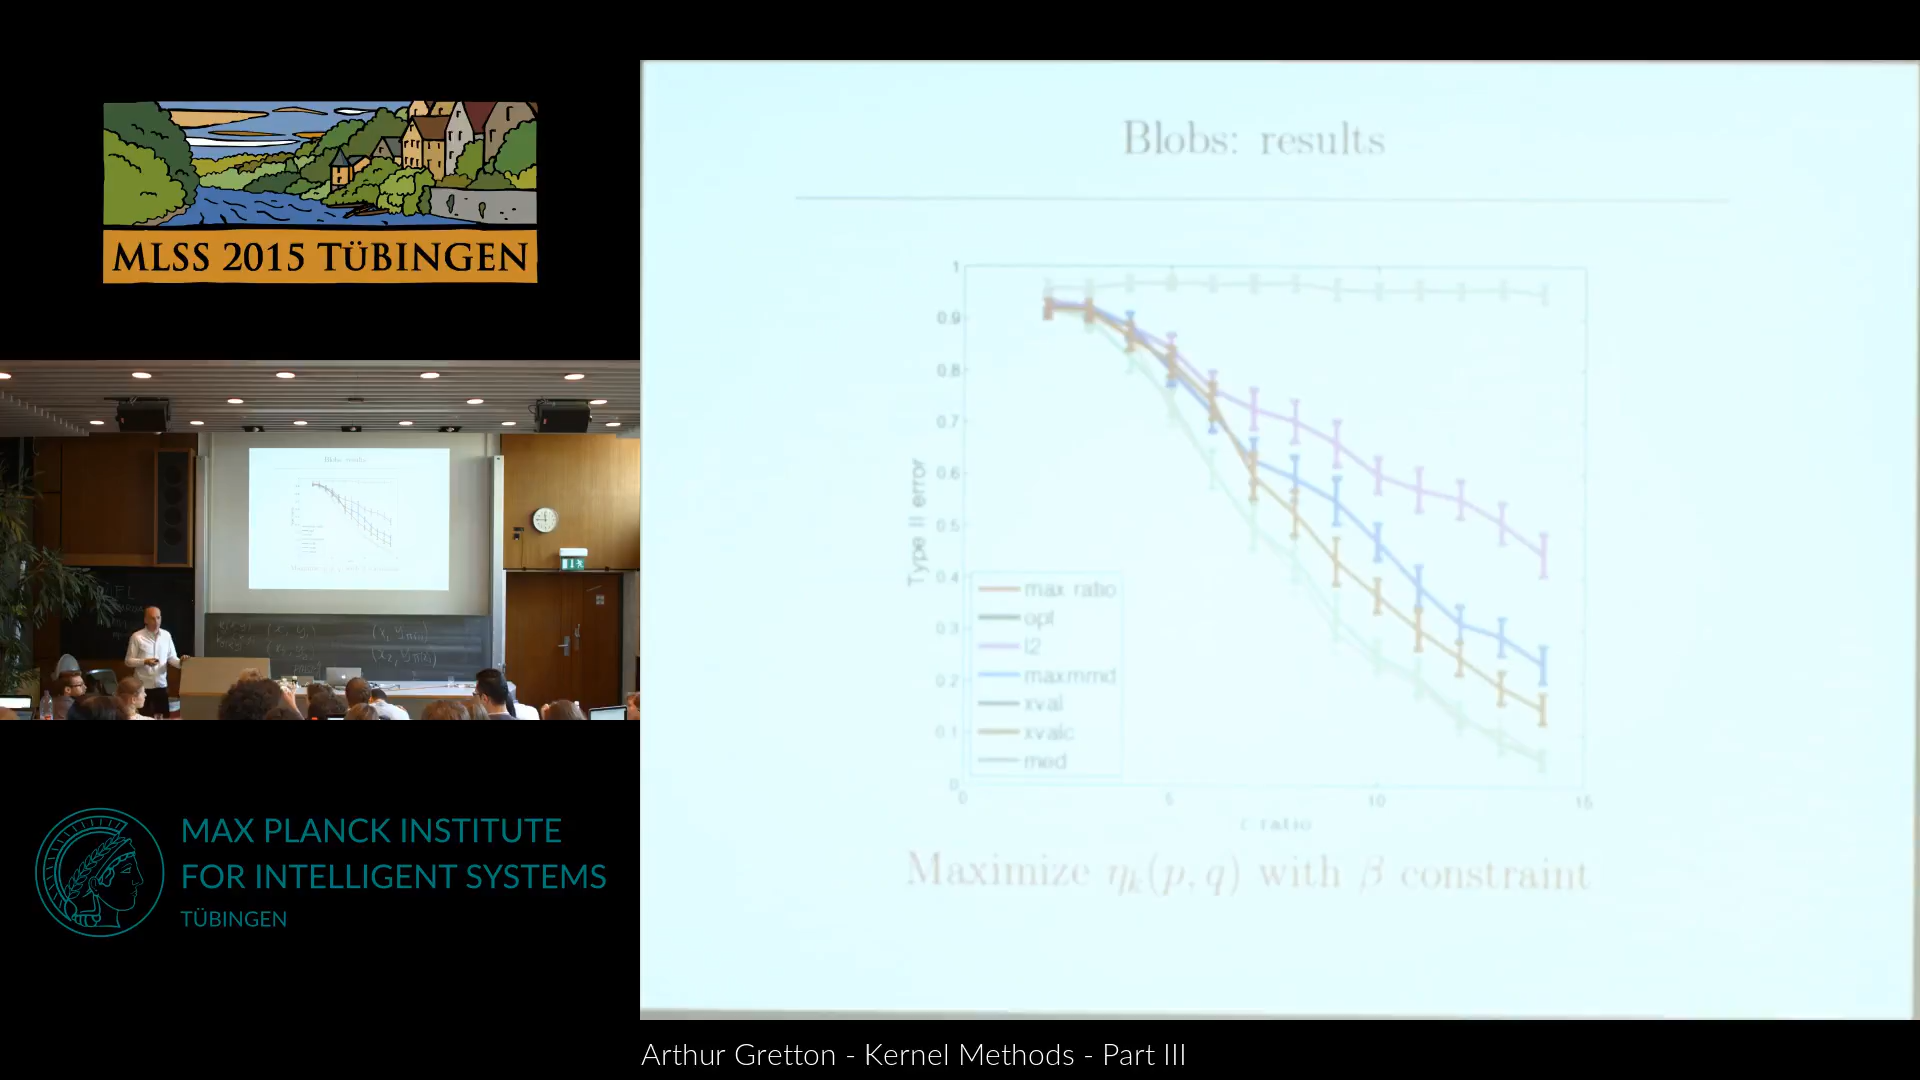 MLSS 2015 TÜBINGEN
Blobs: results
1
0.9
0.8
0.7
0.6
0.5
0.4
0.3
0.2
0.1
0
Type II error
max ratio
opt
l2
maxmmd
xval
xvalc
med
0
5
10
15
ε ratio
Maximize ηk(p, q) with β constraint
MAX PLANCK INSTITUTE
FOR INTELLIGENT SYSTEMS
TÜBINGEN
Arthur Gretton - Kernel Methods - Part III